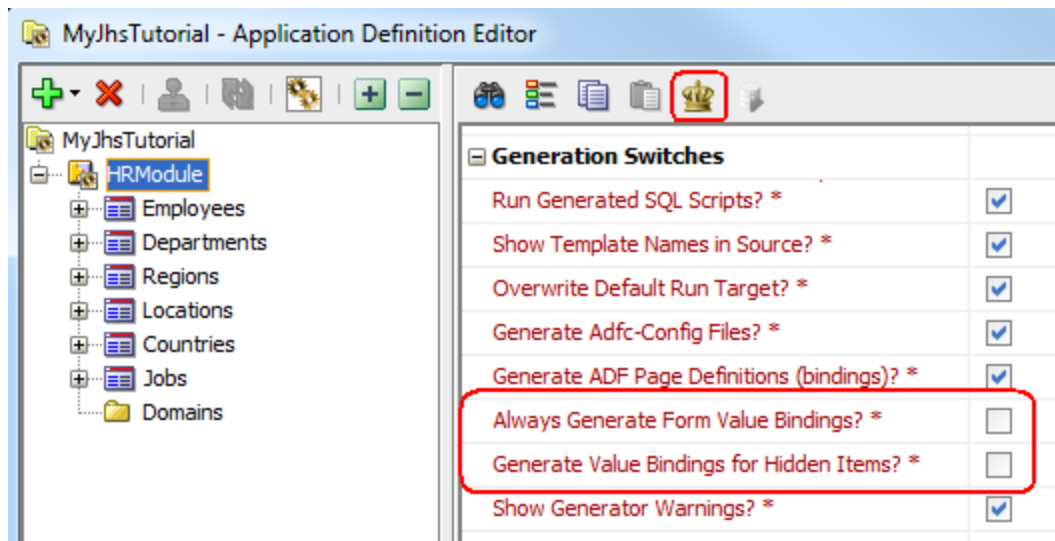 MyJhsTutorial - Application Definition Editor
MyJhsTutorial
HRModule
Employees
Departments
Regions
Locations
Countries
Jobs
Domains
Generation Switches
Run Generated SQL Scripts? *
Show Template Names in Source? *
Overwrite Default Run Target? *
Generate Adfc-Config Files? *
Generate ADF Page Definitions (bindings)? *
Always Generate Form Value Bindings? *
Generate Value Bindings for Hidden Items? *
Show Generator Warnings? *